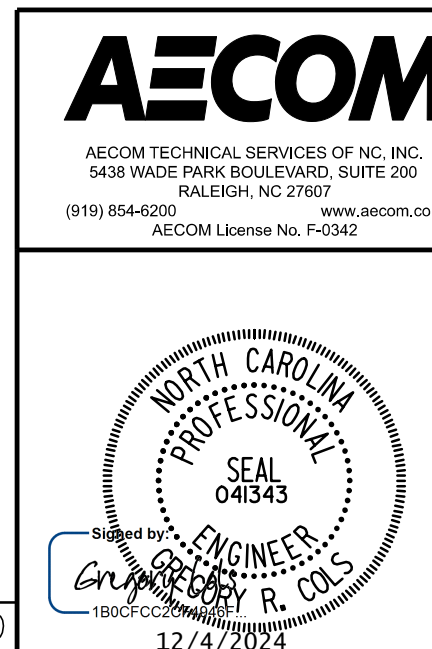 AECOM
AECOM TECHNICAL SERVICES OF NC, INC.
5438 WADE PARK BOULEVARD, SUITE 200
RALEIGH, NC 27607
(919) 854-6200 www.aecom.co
AECOM License No. F-0342
NORTH CAROLINA
PROFESSIONAL
SEAL
041343
ENGINEER
GREGORY R. COLS
Signed by:
Gregory Cols
1B0CFCC2CF4946F...
12/4/2024